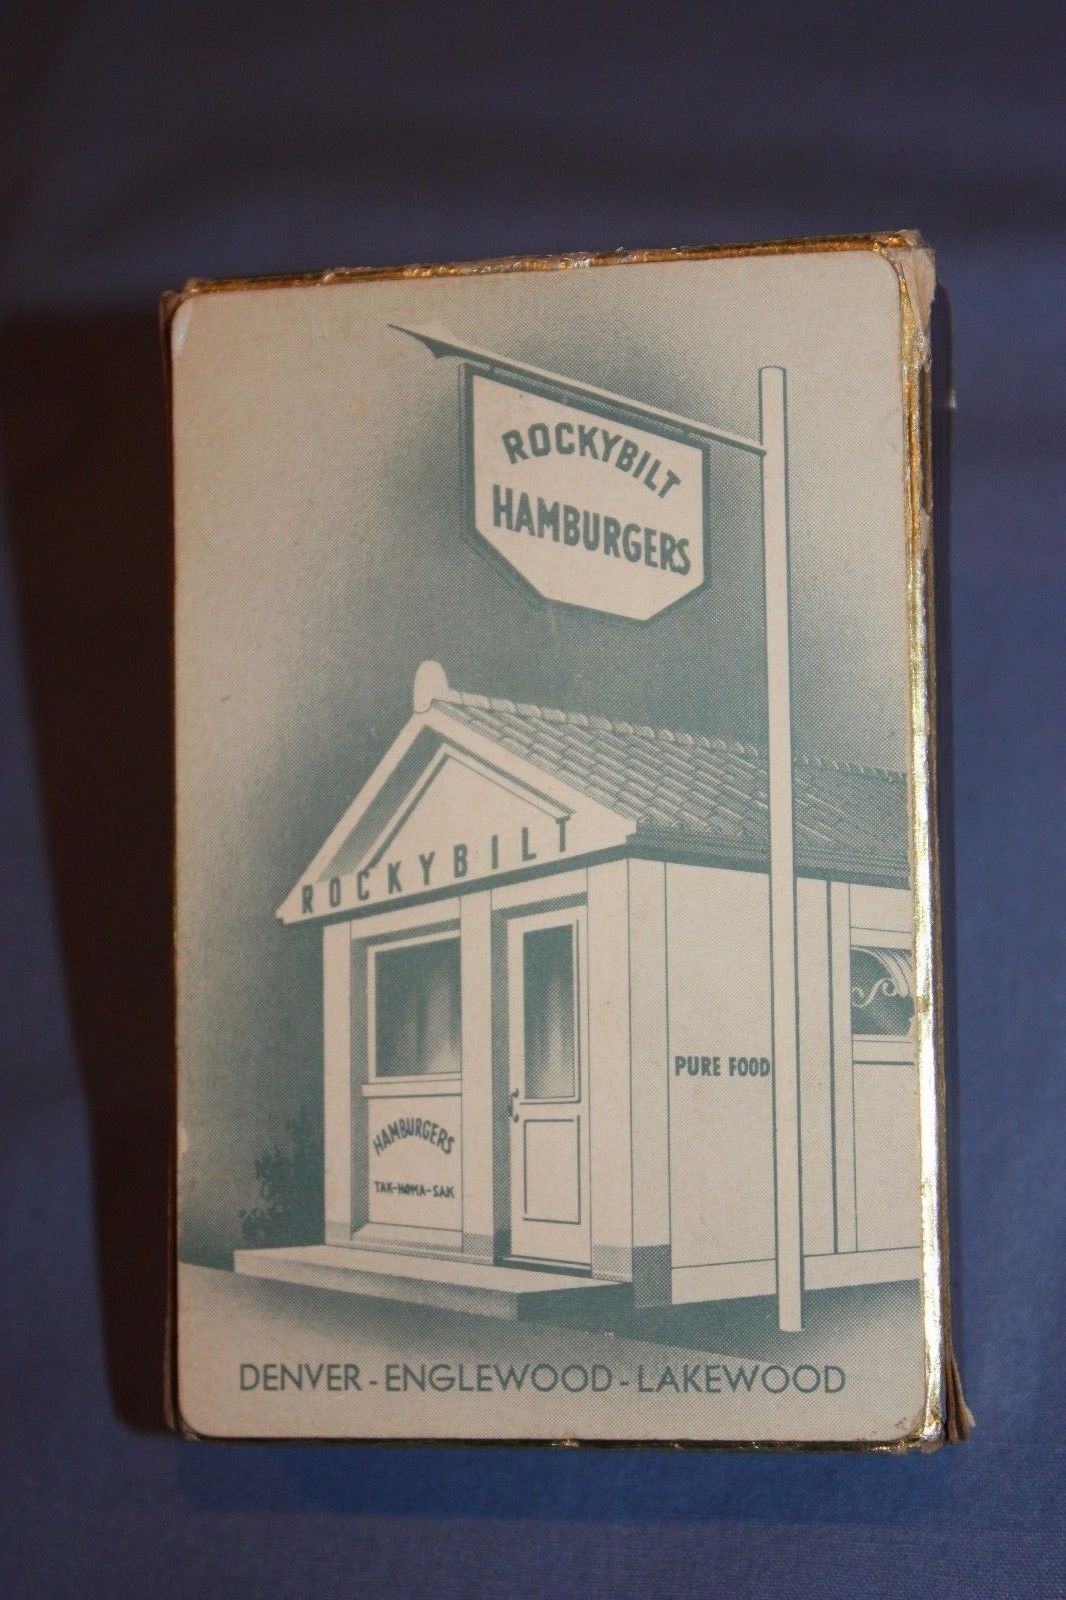 ROCKYBILT
HAMBURGERS
ROCKYBILT
PURE FOOD
HAMBURGERS
TAK-HOMA-SAK
DENVER - ENGLEWOOD - LAKEWOOD